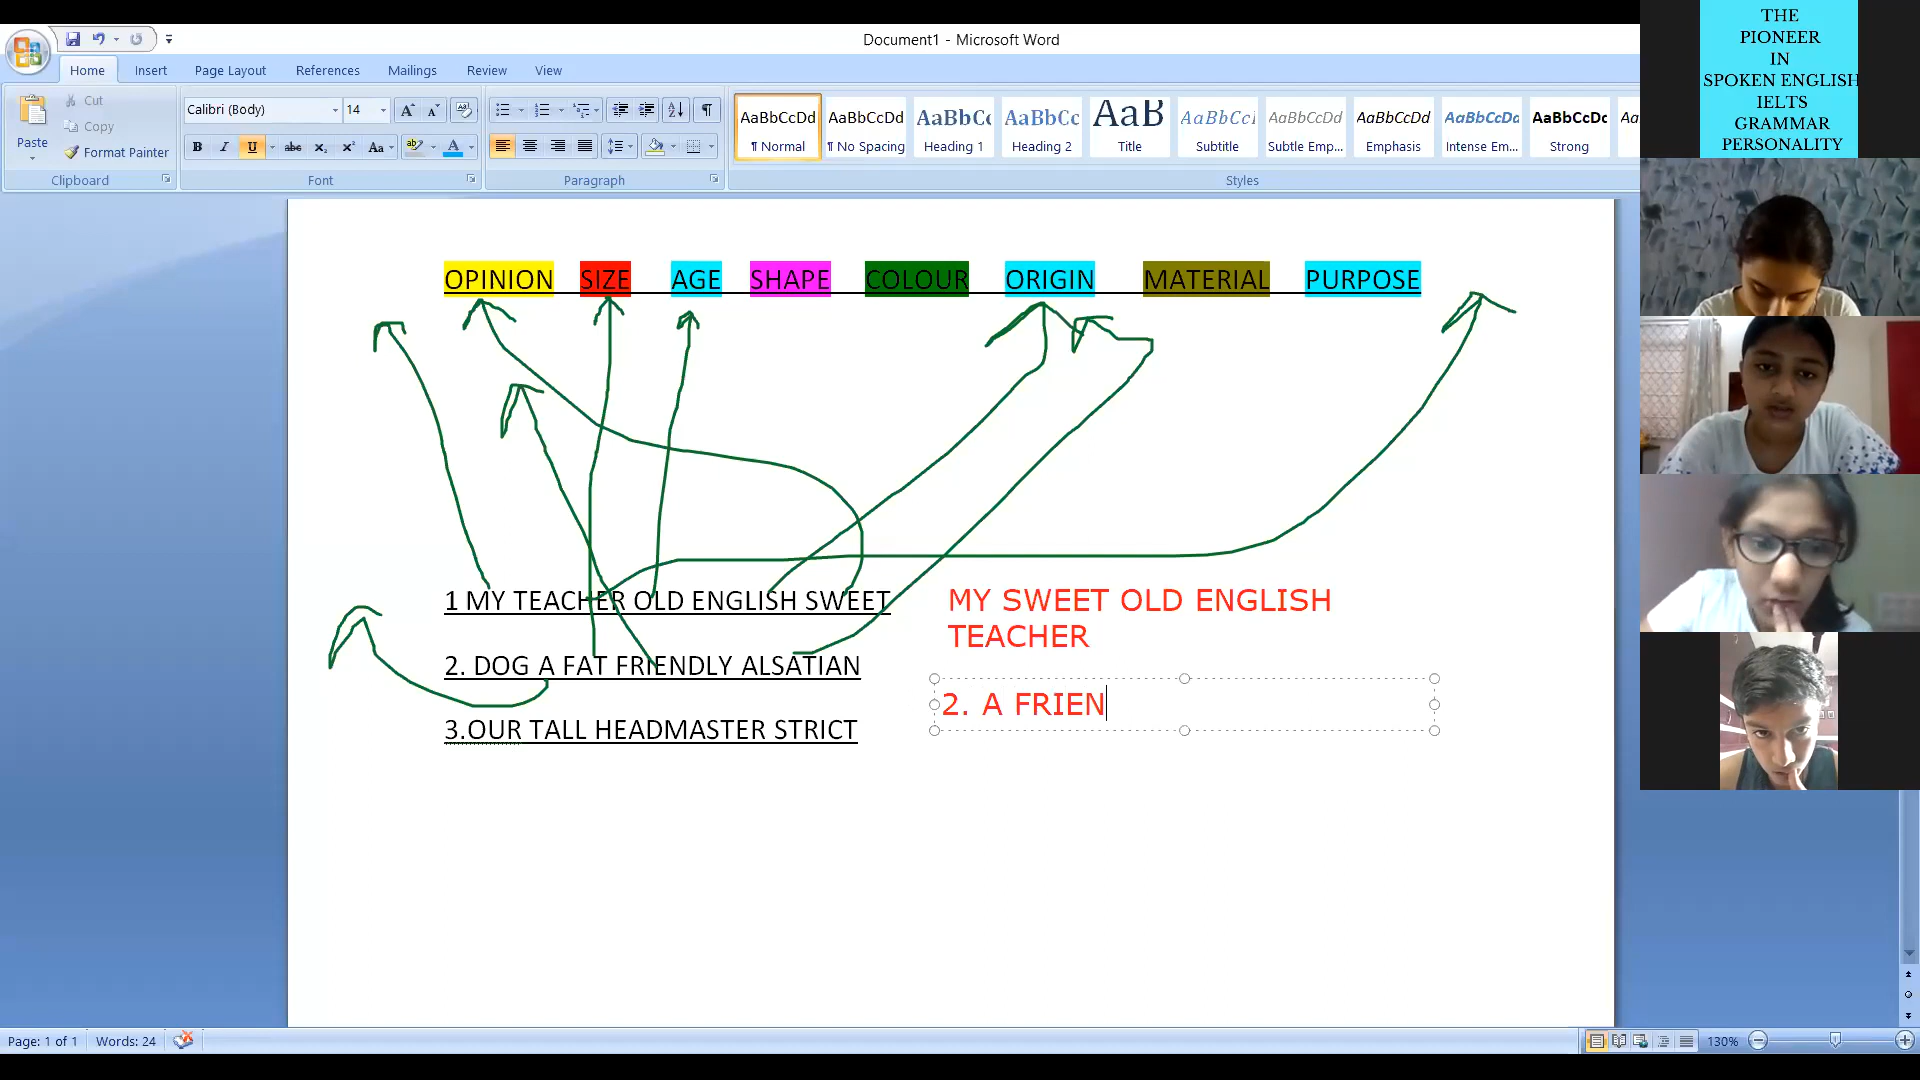 Document1 - Microsoft Word
Home Insert Page Layout References Mailings Review View
Cut
Copy
Paste
Format Painter
Clipboard
Calibri (Body) 14
Font
Paragraph
AaBbCcDd AaBbCcDd AaBbCc AaBbCc AaB AaBbCcI AaBbCcDd AaBbCcDd AaBbCcDd AaBbCcDc
¶ Normal ¶ No Spacing Heading 1 Heading 2 Title Subtitle Subtle Emp... Emphasis Intense Em... Strong
Styles
THE
PIONEER
IN
SPOKEN ENGLISH
IELTS
GRAMMAR
PERSONALITY
OPINION SIZE AGE SHAPE COLOUR ORIGIN MATERIAL PURPOSE
1 MY TEACHER OLD ENGLISH SWEET
2. DOG A FAT FRIENDLY ALSATIAN
3.OUR TALL HEADMASTER STRICT
MY SWEET OLD ENGLISH
TEACHER
2. A FRIEN
Page: 1 of 1 Words: 24
130%